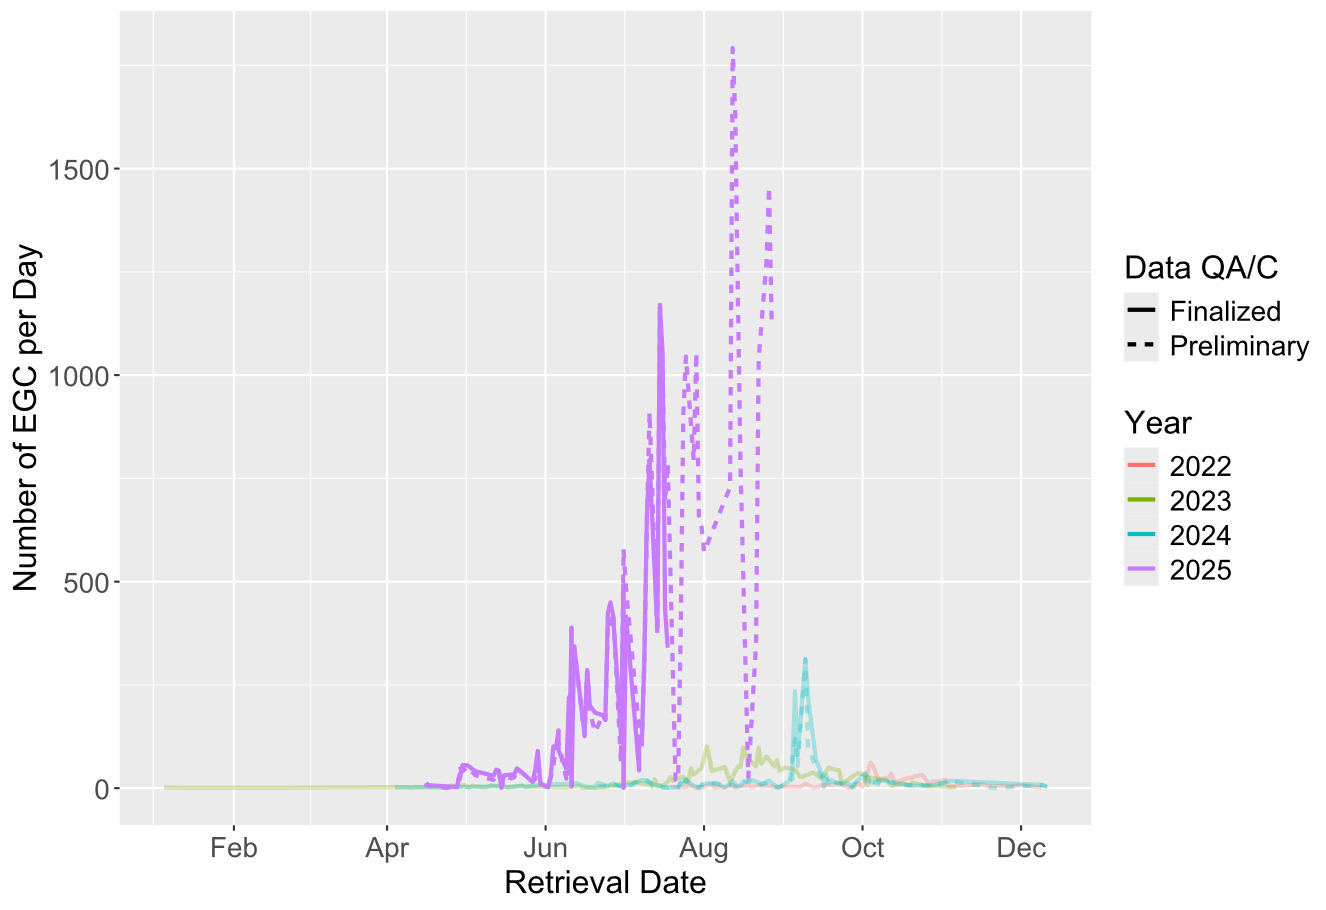 1500
1000
500
0
Number of EGC per Day
Feb Apr Jun Aug Oct Dec
Retrieval Date
Data QA/C
Finalized
Preliminary
Year
2022
2023
2024
2025